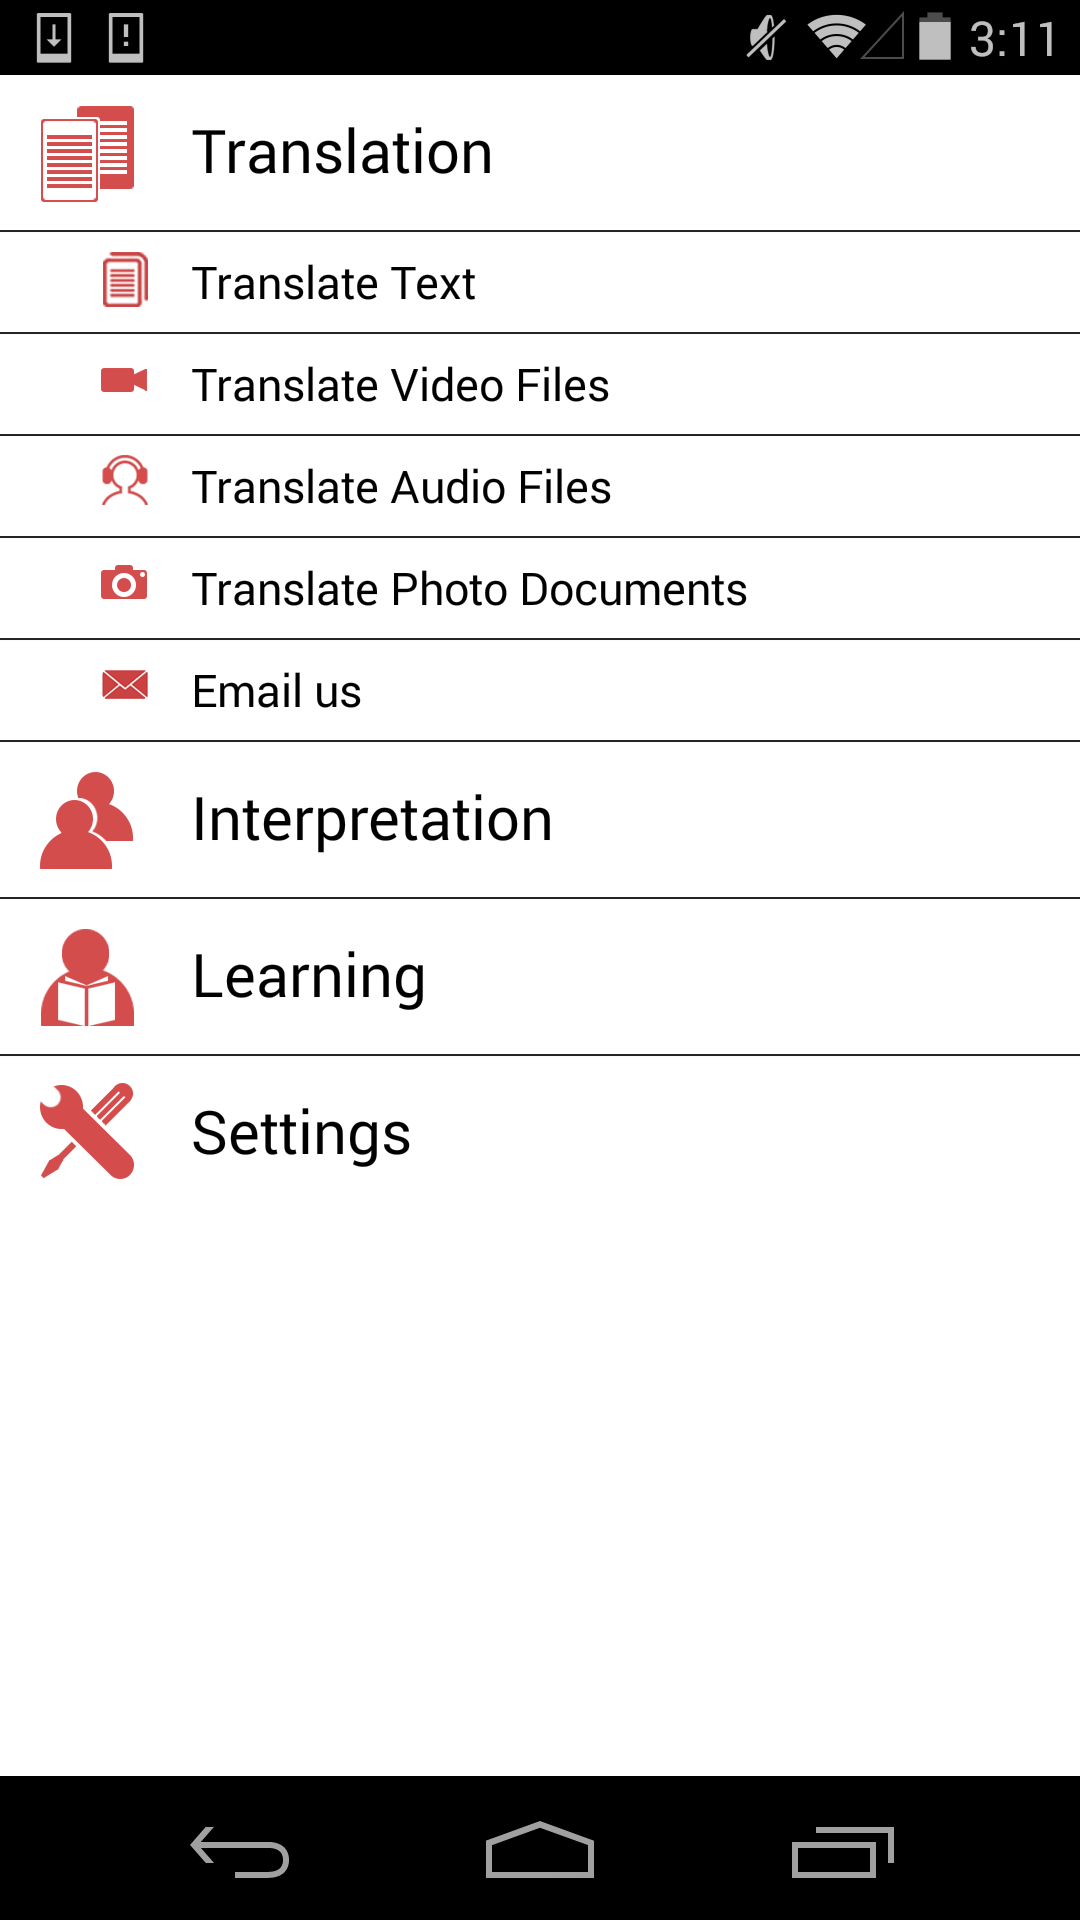 3:11
Translation
Translate Text
Translate Video Files
Translate Audio Files
Translate Photo Documents
Email us
Interpretation
Learning
Settings